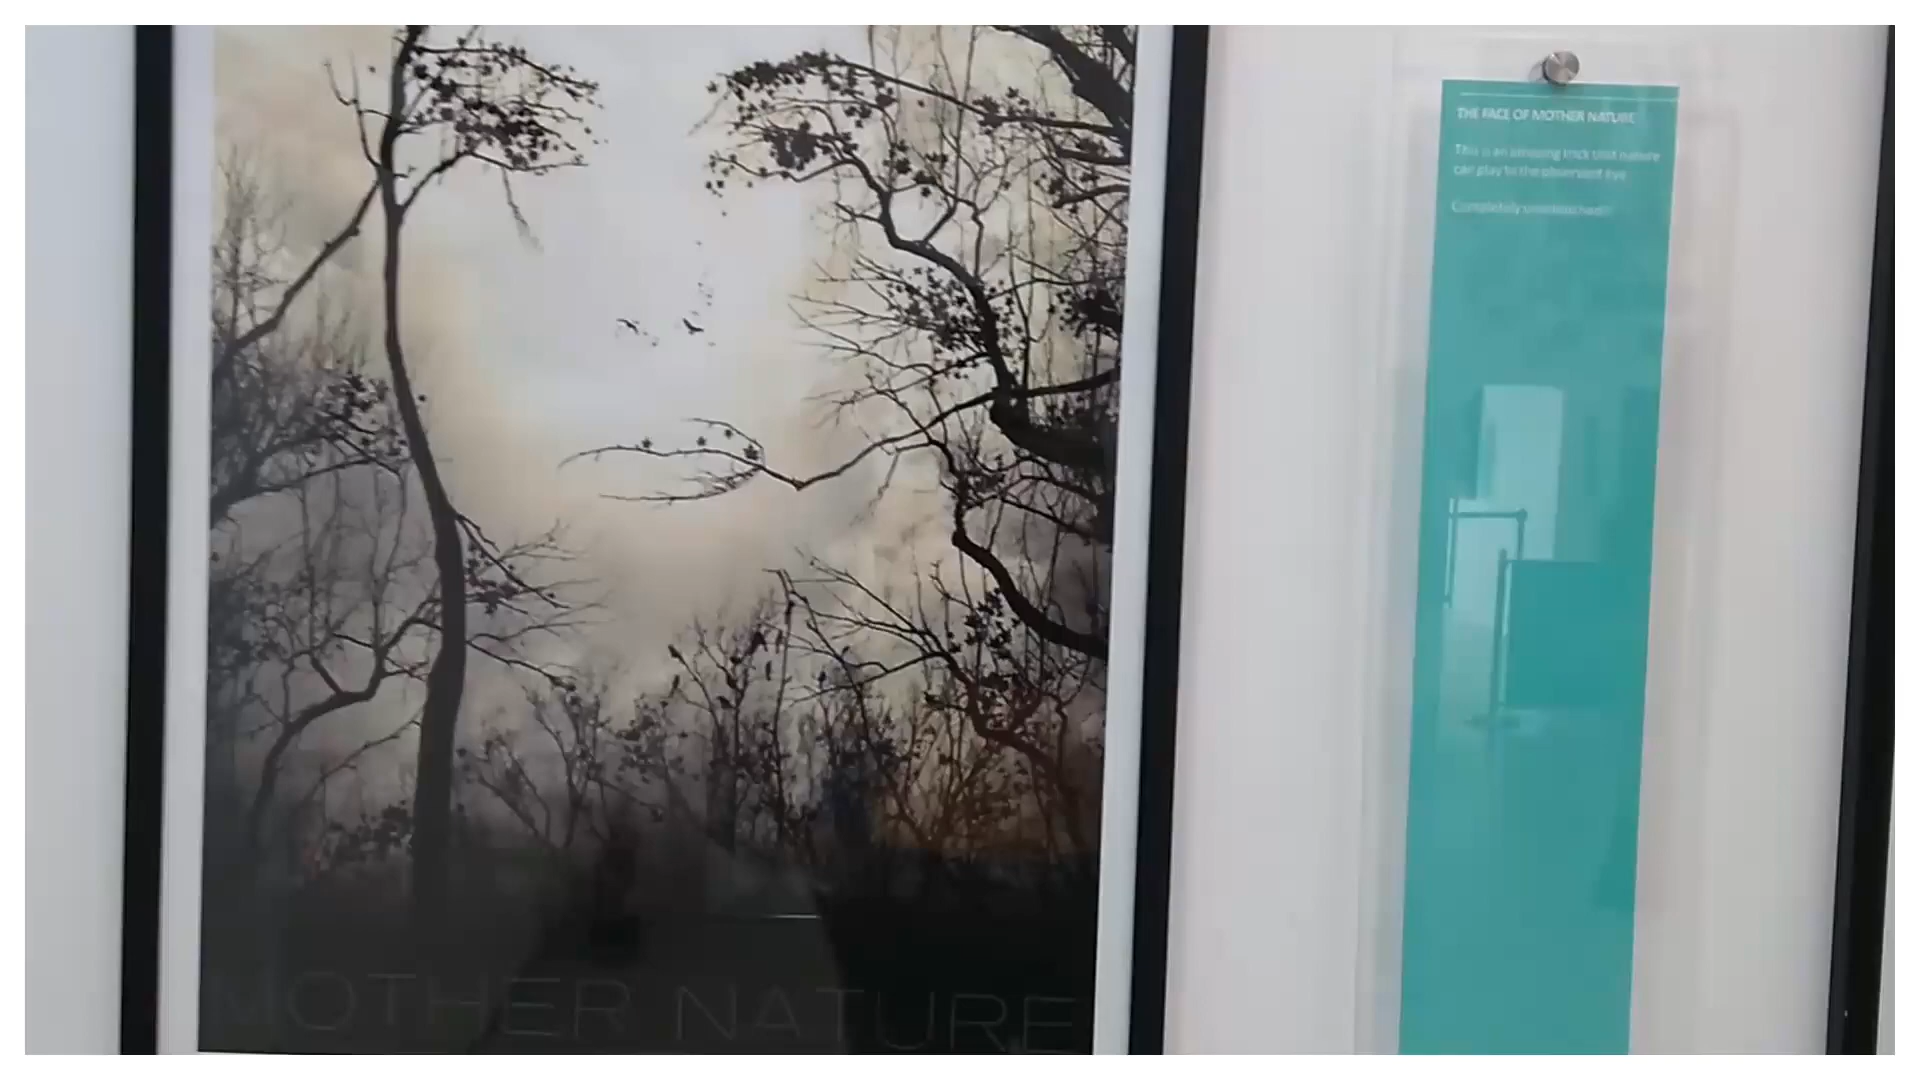 THE FACE OF MOTHER NATURE
This is an amazing trick that nature
can play to the observant eye
Completely untouched!!
MOTHER NATURE